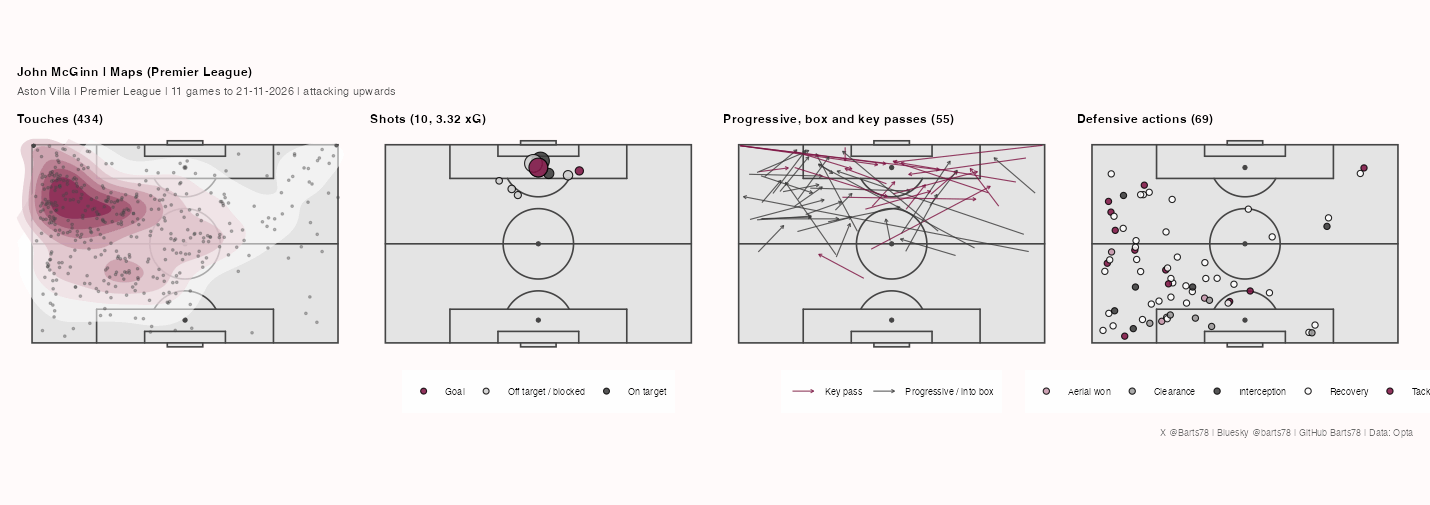 John McGinn | Maps (Premier League)
Aston Villa | Premier League | 11 games to 21-11-2026 | attacking upwards
Touches (434)
Shots (10, 3.32 xG)
Progressive, box and key passes (55)
Defensive actions (69)
Goal Off target / blocked On target
Key pass Progressive / into box
Aerial won Clearance Interception Recovery Tack
X @Barts78 | Bluesky @barts78 | GitHub Barts78 | Data: Opta